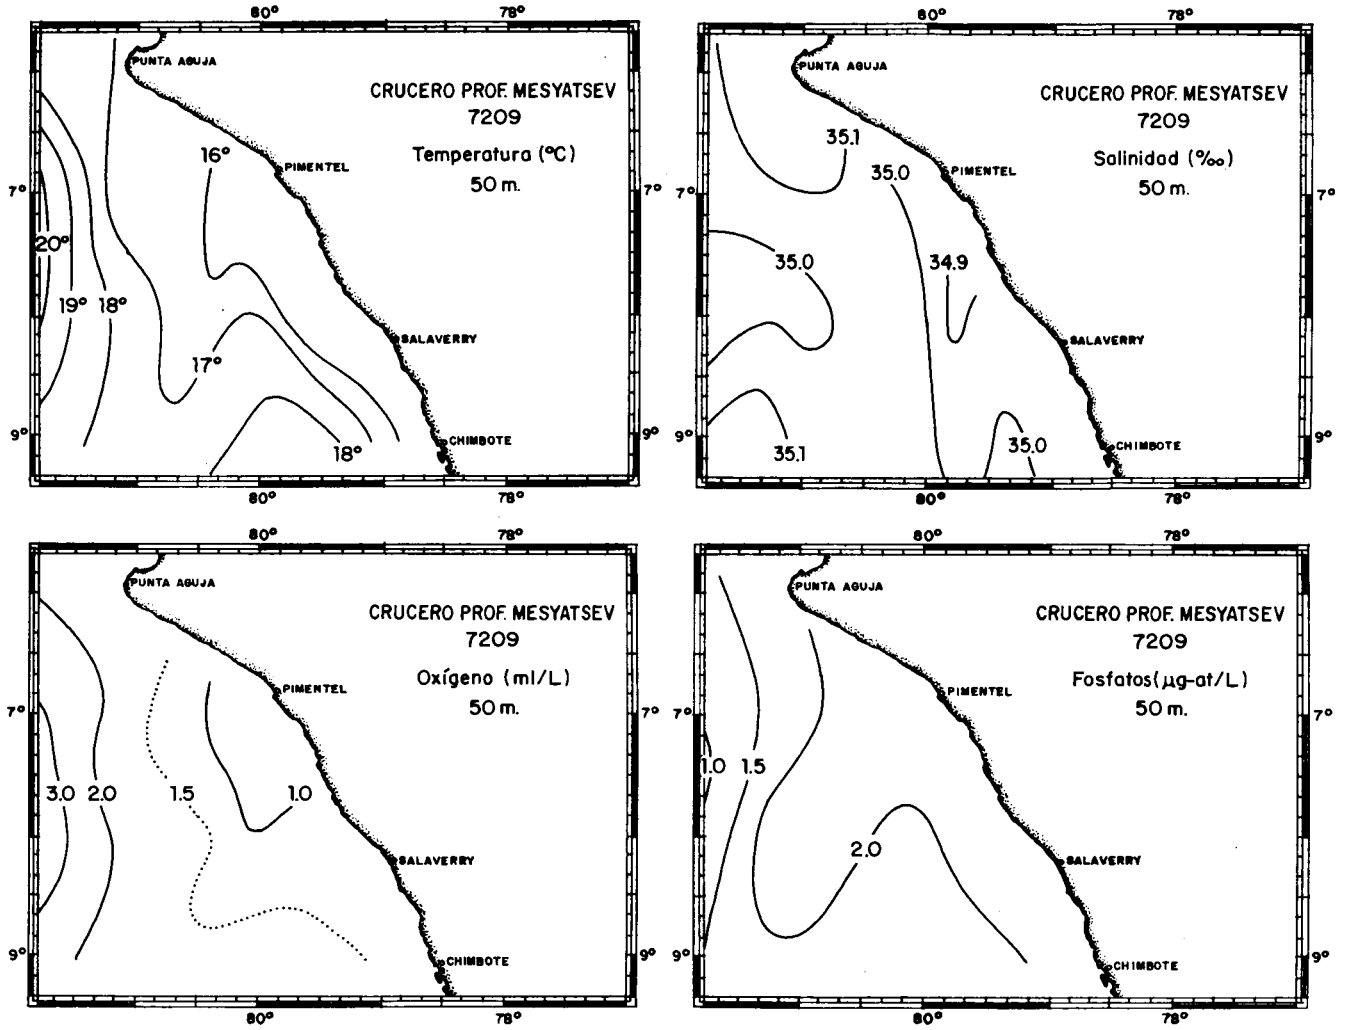 80° 78°
PUNTA AGUJA
CRUCERO PROF. MESYATSEV
7209
Temperatura (°C)
50 m.
16°
PIMENTEL
7° 7°
20°
19° 18°
17°
SALAVERRY
18°
CHIMBOTE
9° 9°
80° 78°
80° 78°
PUNTA AGUJA
CRUCERO PROF. MESYATSEV
7209
Salinidad (‰)
50 m.
35.1
35.0
PIMENTEL
7° 7°
35.0
34.9
SALAVERRY
35.1
35.0
CHIMBOTE
9° 9°
80° 78°
80° 78°
PUNTA AGUJA
CRUCERO PROF. MESYATSEV
7209
Oxígeno (ml/L)
50 m.
PIMENTEL
7° 7°
3.0 2.0 1.5 1.0
SALAVERRY
CHIMBOTE
9° 9°
80° 78°
80° 78°
PUNTA AGUJA
CRUCERO PROF. MESYATSEV
7209
Fosfatos (µg-at/L)
50 m.
PIMENTEL
7° 7°
1.0 1.5
2.0
SALAVERRY
CHIMBOTE
9° 9°
80° 78°